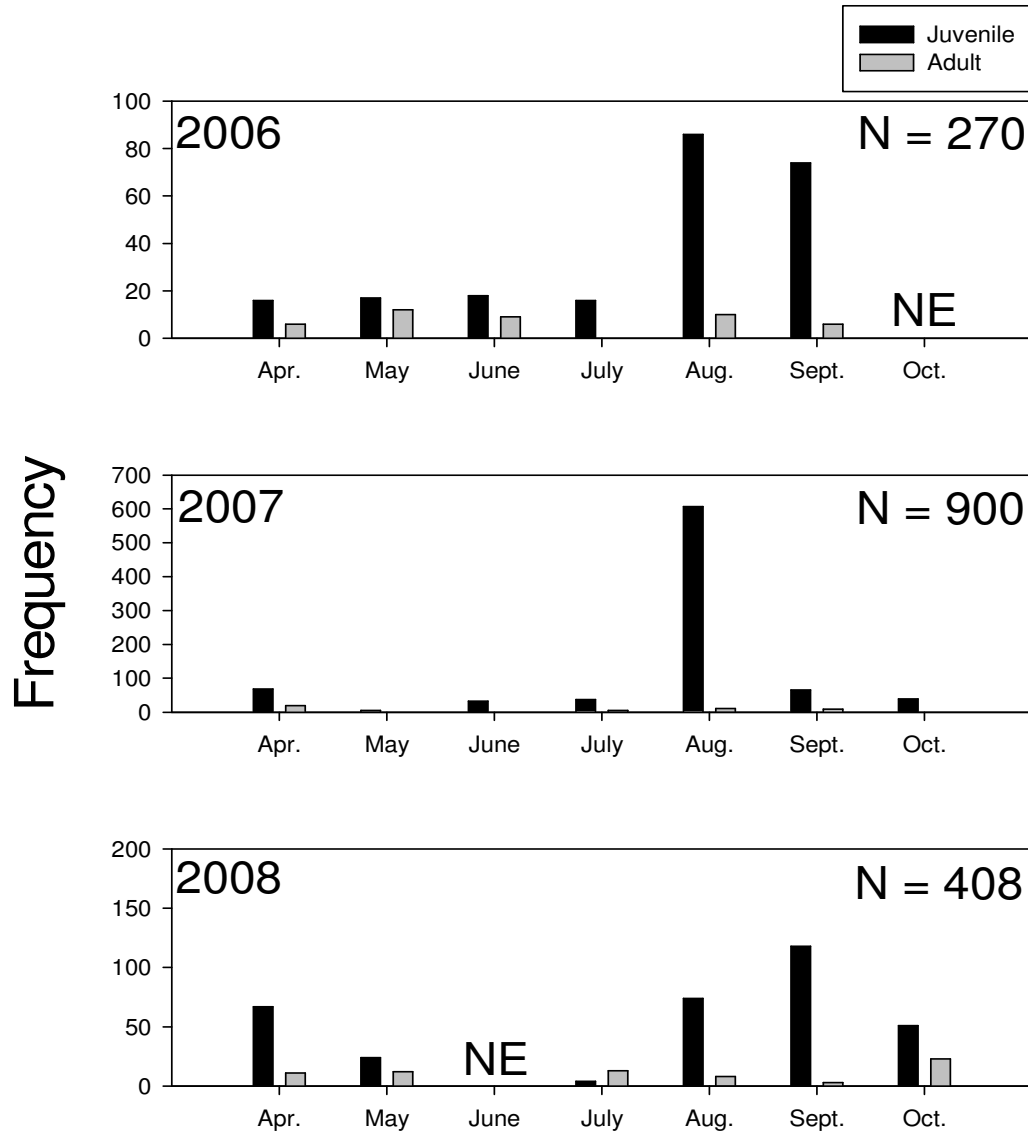 Juvenile
Adult
2006
N = 270
100
80
60
40
20
0
NE
Apr.
May
June
July
Aug.
Sept.
Oct.
Frequency
2007
N = 900
700
600
500
400
300
200
100
0
Apr.
May
June
July
Aug.
Sept.
Oct.
2008
N = 408
200
150
100
50
0
NE
Apr.
May
June
July
Aug.
Sept.
Oct.